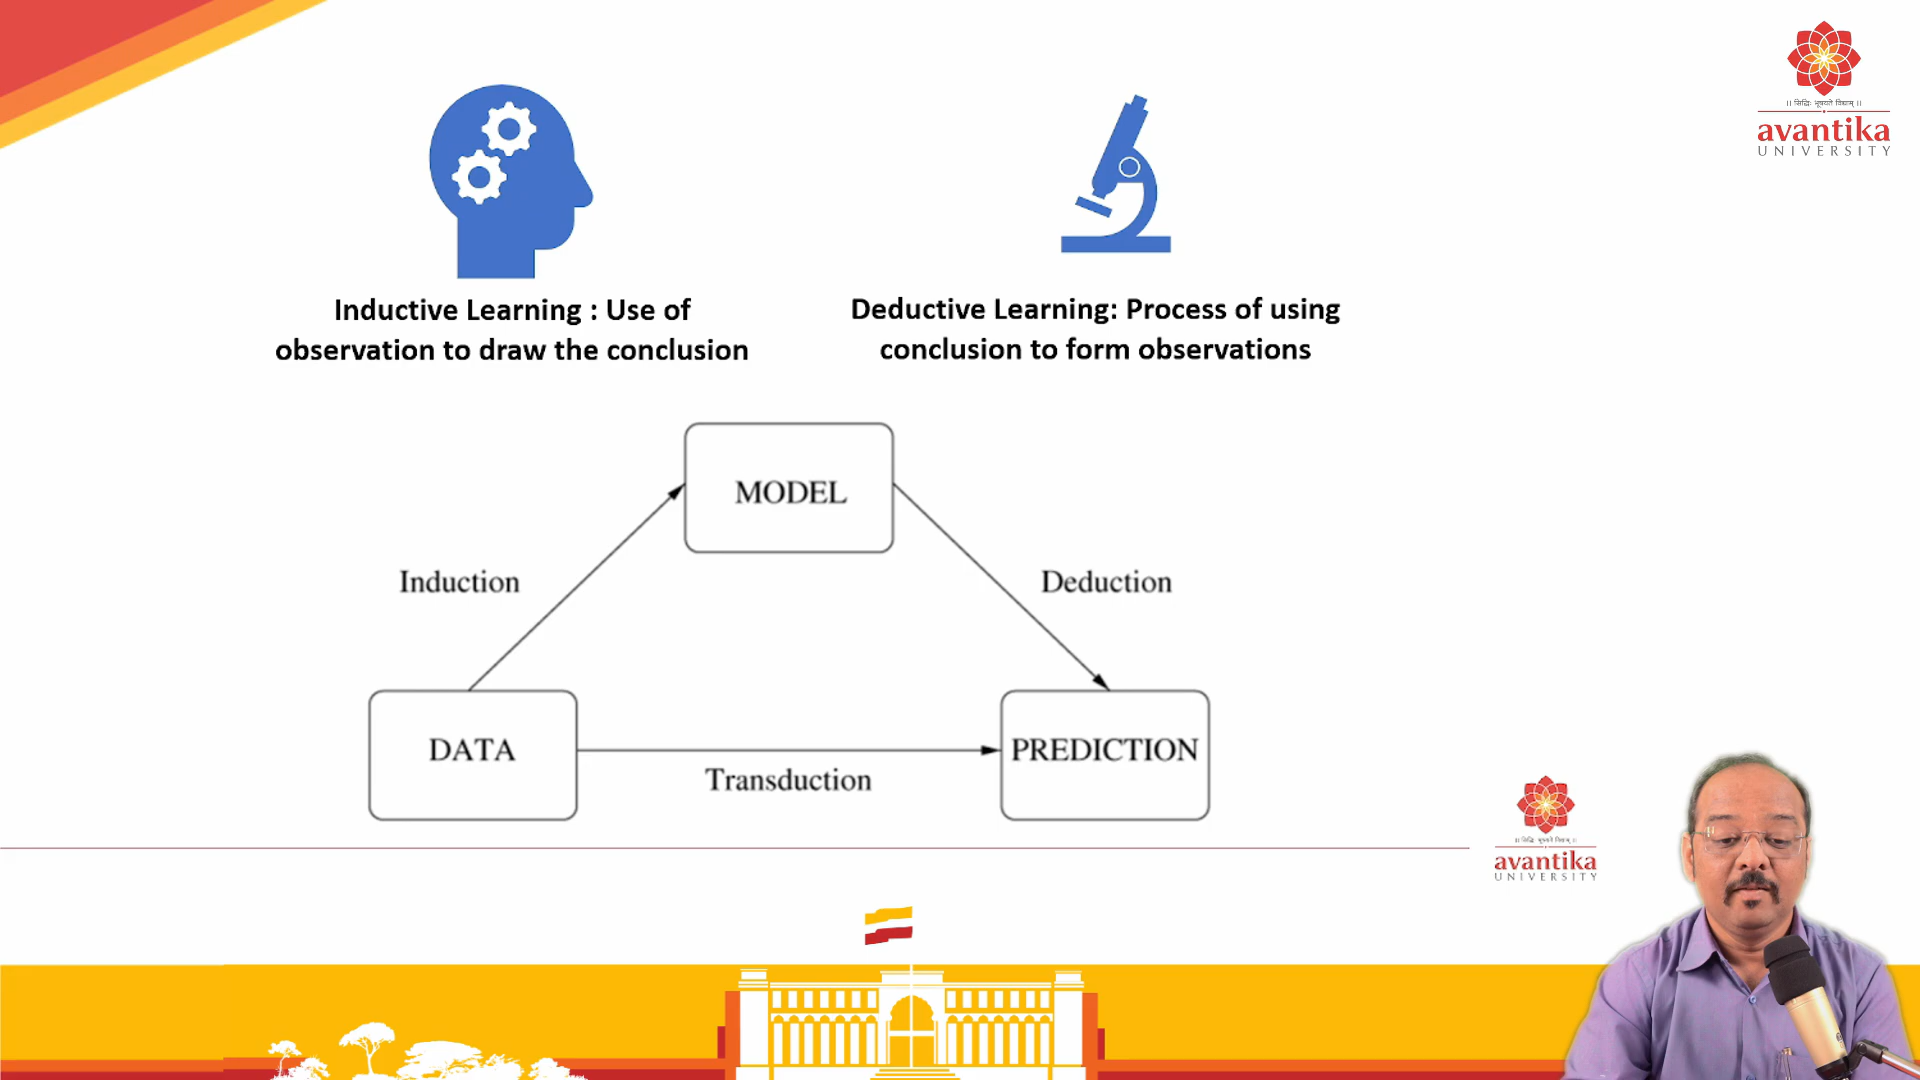 || सिद्धिः भूषयते विद्याम् ||
avantika
UNIVERSITY
Inductive Learning : Use of
observation to draw the conclusion
Deductive Learning: Process of using
conclusion to form observations
MODEL
Induction
Deduction
DATA
PREDICTION
Transduction
avantika
UNIVERSITY